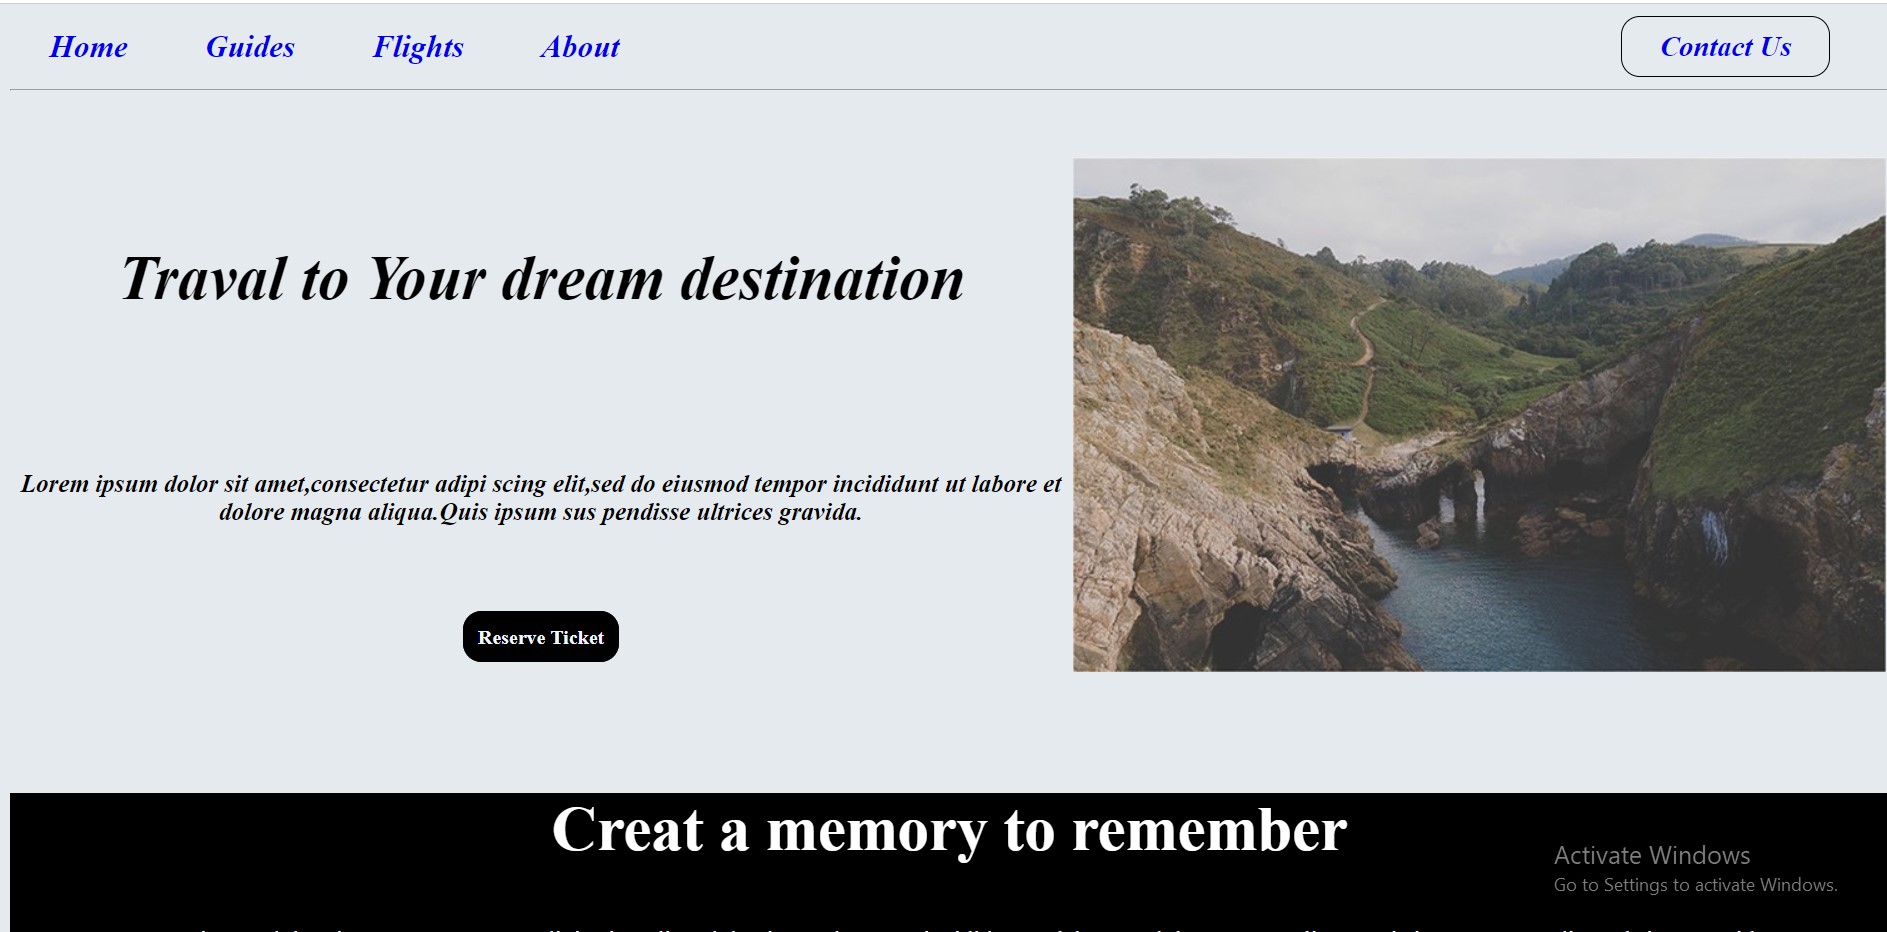 Home Guides Flights About Contact Us
Traval to Your dream destination
Lorem ipsum dolor sit amet,consectetur adipi scing elit,sed do eiusmod tempor incididunt ut labore et
dolore magna aliqua.Quis ipsum sus pendisse ultrices gravida.
Reserve Ticket
Creat a memory to remember
Activate Windows
Go to Settings to activate Windows.